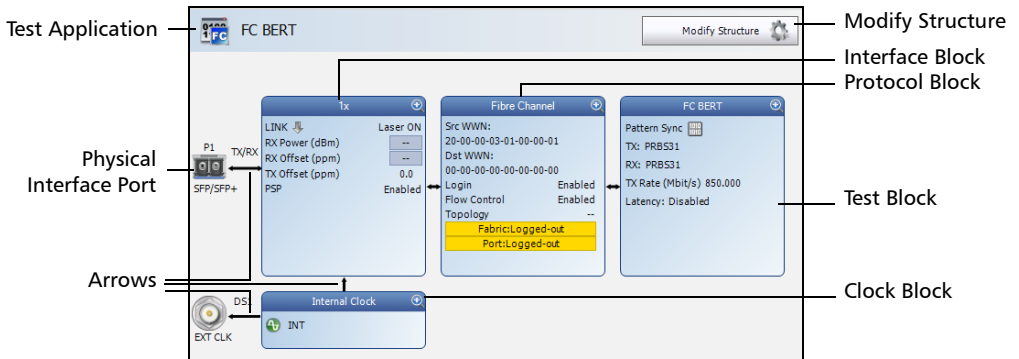 Test Application
FC BERT
Modify Structure
Modify Structure
Interface Block
Protocol Block
Physical
Interface Port
P1
TX/RX
SFP/SFP+
1x
LINK Laser ON
RX Power (dBm) --
RX Offset (ppm) --
TX Offset (ppm) 0.0
PSP Enabled
Fibre Channel
Src WWN:
20-00-00-03-01-00-00-01
Dst WWN:
00-00-00-00-00-00-00-00
Login Enabled
Flow Control Enabled
Topology --
Fabric:Logged-out
Port:Logged-out
FC BERT
Pattern Sync
TX: PRBS31
RX: PRBS31
TX Rate (Mbit/s) 850.000
Latency: Disabled
Test Block
Arrows
DS1
EXT CLK
Internal Clock
INT
Clock Block